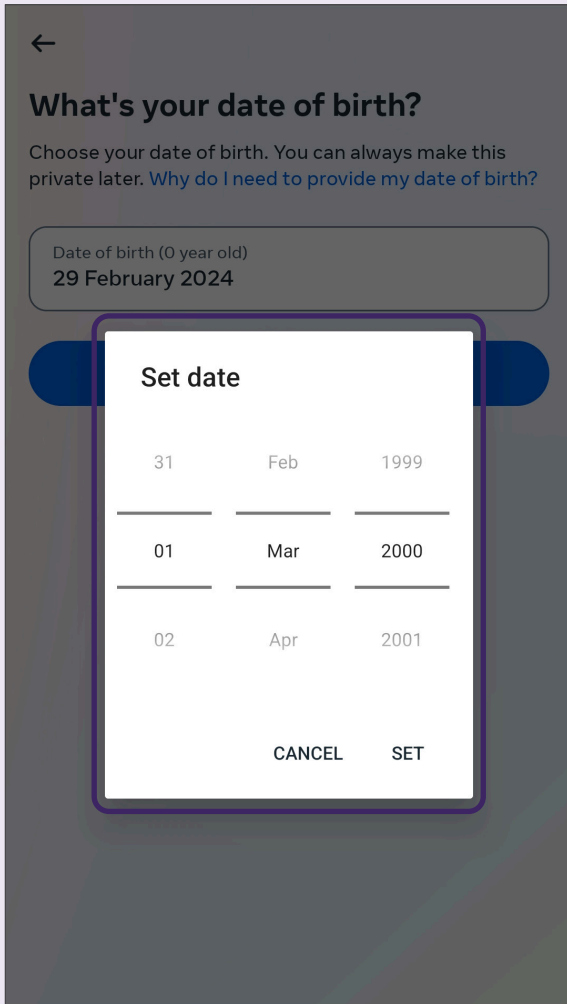 What's your date of birth?
Choose your date of birth. You can always make this
private later. Why do I need to provide my date of birth?
Date of birth (0 year old)
29 February 2024
Set date
31 Feb 1999
01 Mar 2000
02 Apr 2001
CANCEL SET